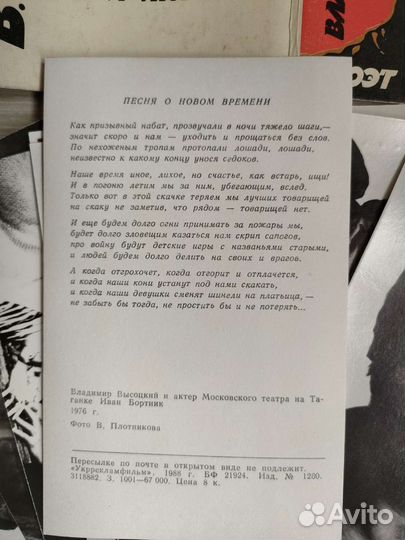 В.
ВЛ
ОЭТ
ПЕСНЯ О НОВОМ ВРЕМЕНИ
Как призывный набат, прозвучали в ночи тяжело шаги,—
значит скоро и нам — уходить и прощаться без слов.
По нехоженым тропам протопали лошади, лошади,
неизвестно к какому концу унося седоков.
Наше время иное, лихое, но счастье, как встарь, ищи!
И в погоню летим мы за ним, убегающим, вслед.
Только вот в этой скачке теряем мы лучших товарищей
на скаку не заметив, что рядом — товарищей нет.
И еще будем долго огни принимать за пожары мы,
будет долго зловещим казаться нам скрип сапогов,
про войну будут детские игры с названьями старыми,
и людей будем долго делить на своих и врагов.
А когда отгрохочет, когда отгорит и отплачется,
и когда наши кони устанут под нами скакать,
и когда наши девушки сменят шинели на платьица, —
не забыть бы тогда, не простить бы и не потерять...
Владимир Высоцкий и актер Московского театра на Та-
ганке Иван Бортник
1976 г.
Фото В. Плотникова
Пересылке по почте в открытом виде не подлежит.
«Укррекламфильм». 1988 г. БФ 21924. Изд. № 1260.
3118882. З. 1901—67 000. Цена 8 к.
Avito